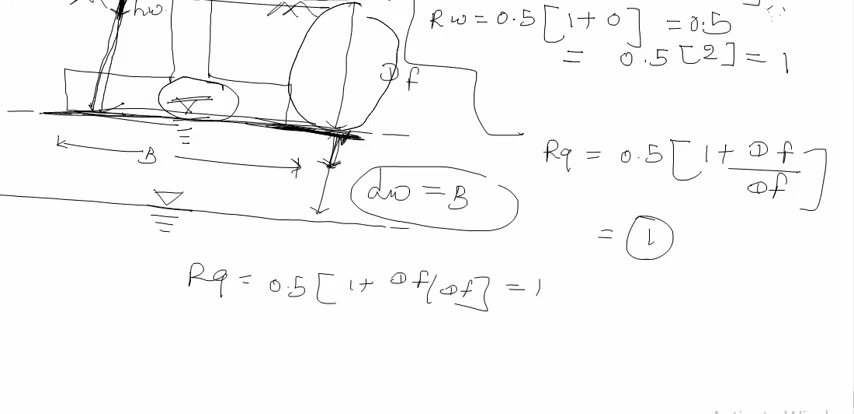 hw
Rw = 0.5 [1 + 0] = 0.5
= 0.5 [2] = 1
Df
B
dw = B
Rq = 0.5 [1 + Df/Df]
= 1
Rq = 0.5 [1 + Df/Df] = 1